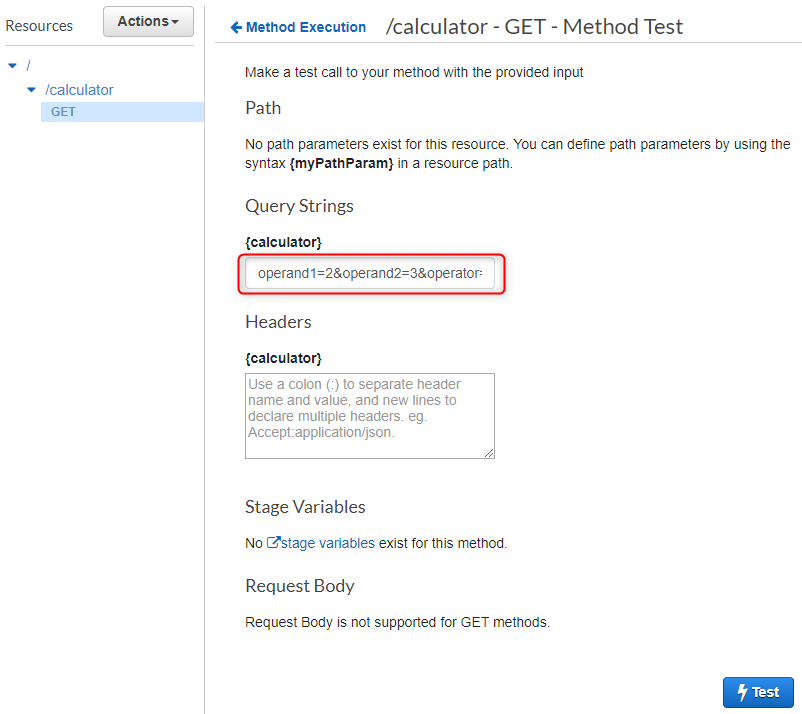 Resources
Actions
Method Execution
/calculator - GET - Method Test
/
/calculator
GET
Make a test call to your method with the provided input
Path
No path parameters exist for this resource. You can define path parameters by using the
syntax {myPathParam} in a resource path.
Query Strings
{calculator}
operand1=2&operand2=3&operator=
Headers
{calculator}
Use a colon (:) to separate header
name and value, and new lines to
declare multiple headers. eg.
Accept:application/json.
Stage Variables
No stage variables exist for this method.
Request Body
Request Body is not supported for GET methods.
Test